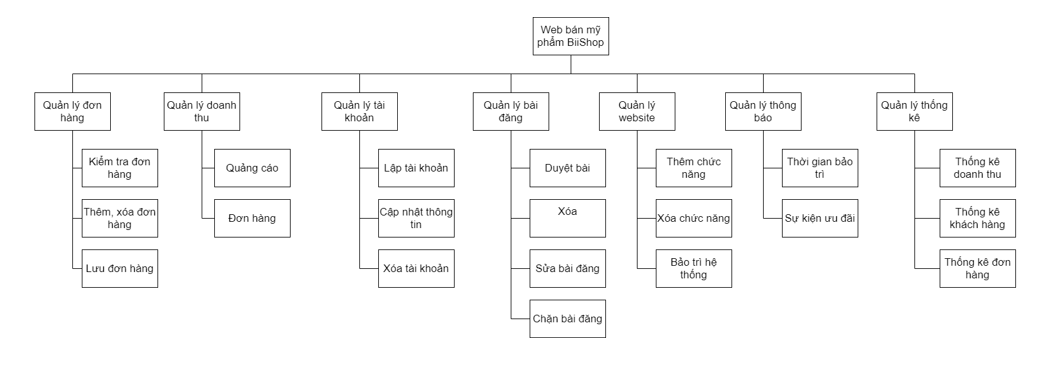 Web bán mỹ
phẩm BiiShop
Quản lý đơn
hàng
Quản lý doanh
thu
Quản lý tài
khoản
Quản lý bài
đăng
Quản lý
website
Quản lý thông
báo
Quản lý thống
kê
Kiểm tra đơn
hàng
Thêm, xóa đơn
hàng
Lưu đơn hàng
Quảng cáo
Đơn hàng
Lập tài khoản
Cập nhật thông
tin
Xóa tài khoản
Duyệt bài
Xóa
Sửa bài đăng
Chặn bài đăng
Thêm chức
năng
Xóa chức năng
Bảo trì hệ
thống
Thời gian bảo
trì
Sự kiện ưu đãi
Thống kê
doanh thu
Thống kê
khách hàng
Thống kê đơn
hàng